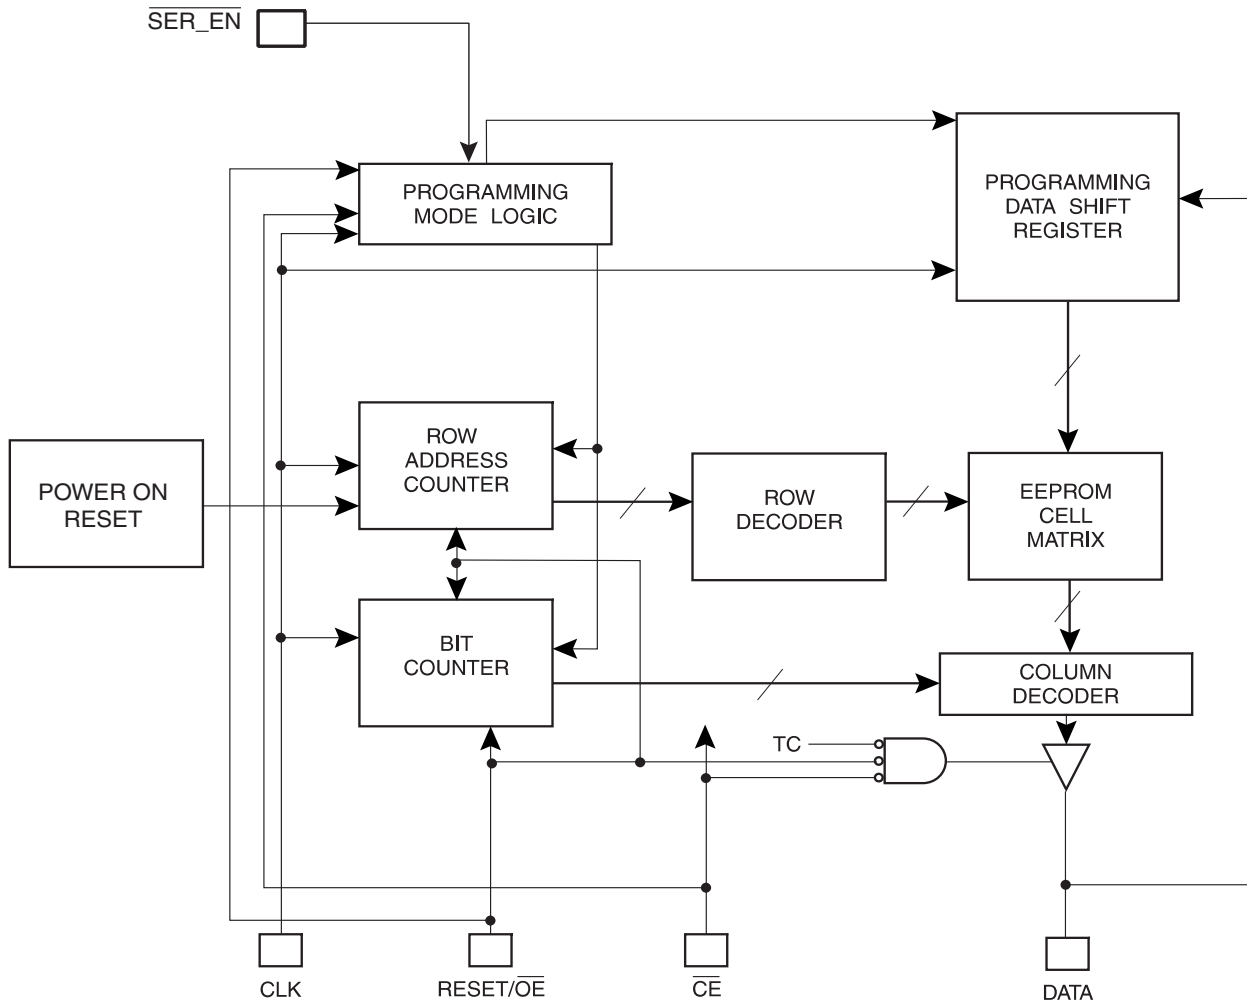 SER_EN
PROGRAMMING
MODE LOGIC
PROGRAMMING
DATA SHIFT
REGISTER
POWER ON
RESET
ROW
ADDRESS
COUNTER
ROW
DECODER
EEPROM
CELL
MATRIX
BIT
COUNTER
COLUMN
DECODER
TC
CLK
RESET/OE
CE
DATA